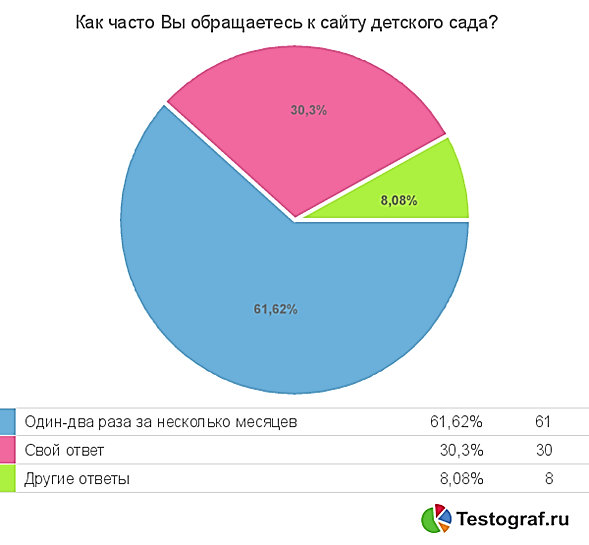 Как часто Вы обращаетесь к сайту детского сада?
30,3%
8,08%
61,62%
Один-два раза за несколько месяцев 61,62% 61
Свой ответ 30,3% 30
Другие ответы 8,08% 8
Testograf.ru